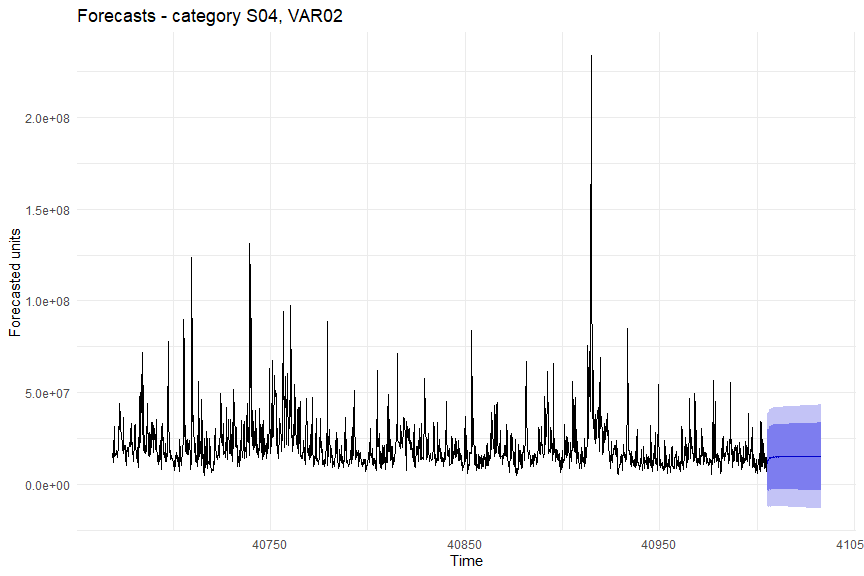 Forecasts - category S04, VAR02
Forecasted units
2.0e+08
1.5e+08
1.0e+08
5.0e+07
0.0e+00
40750
40850
40950
4105
Time